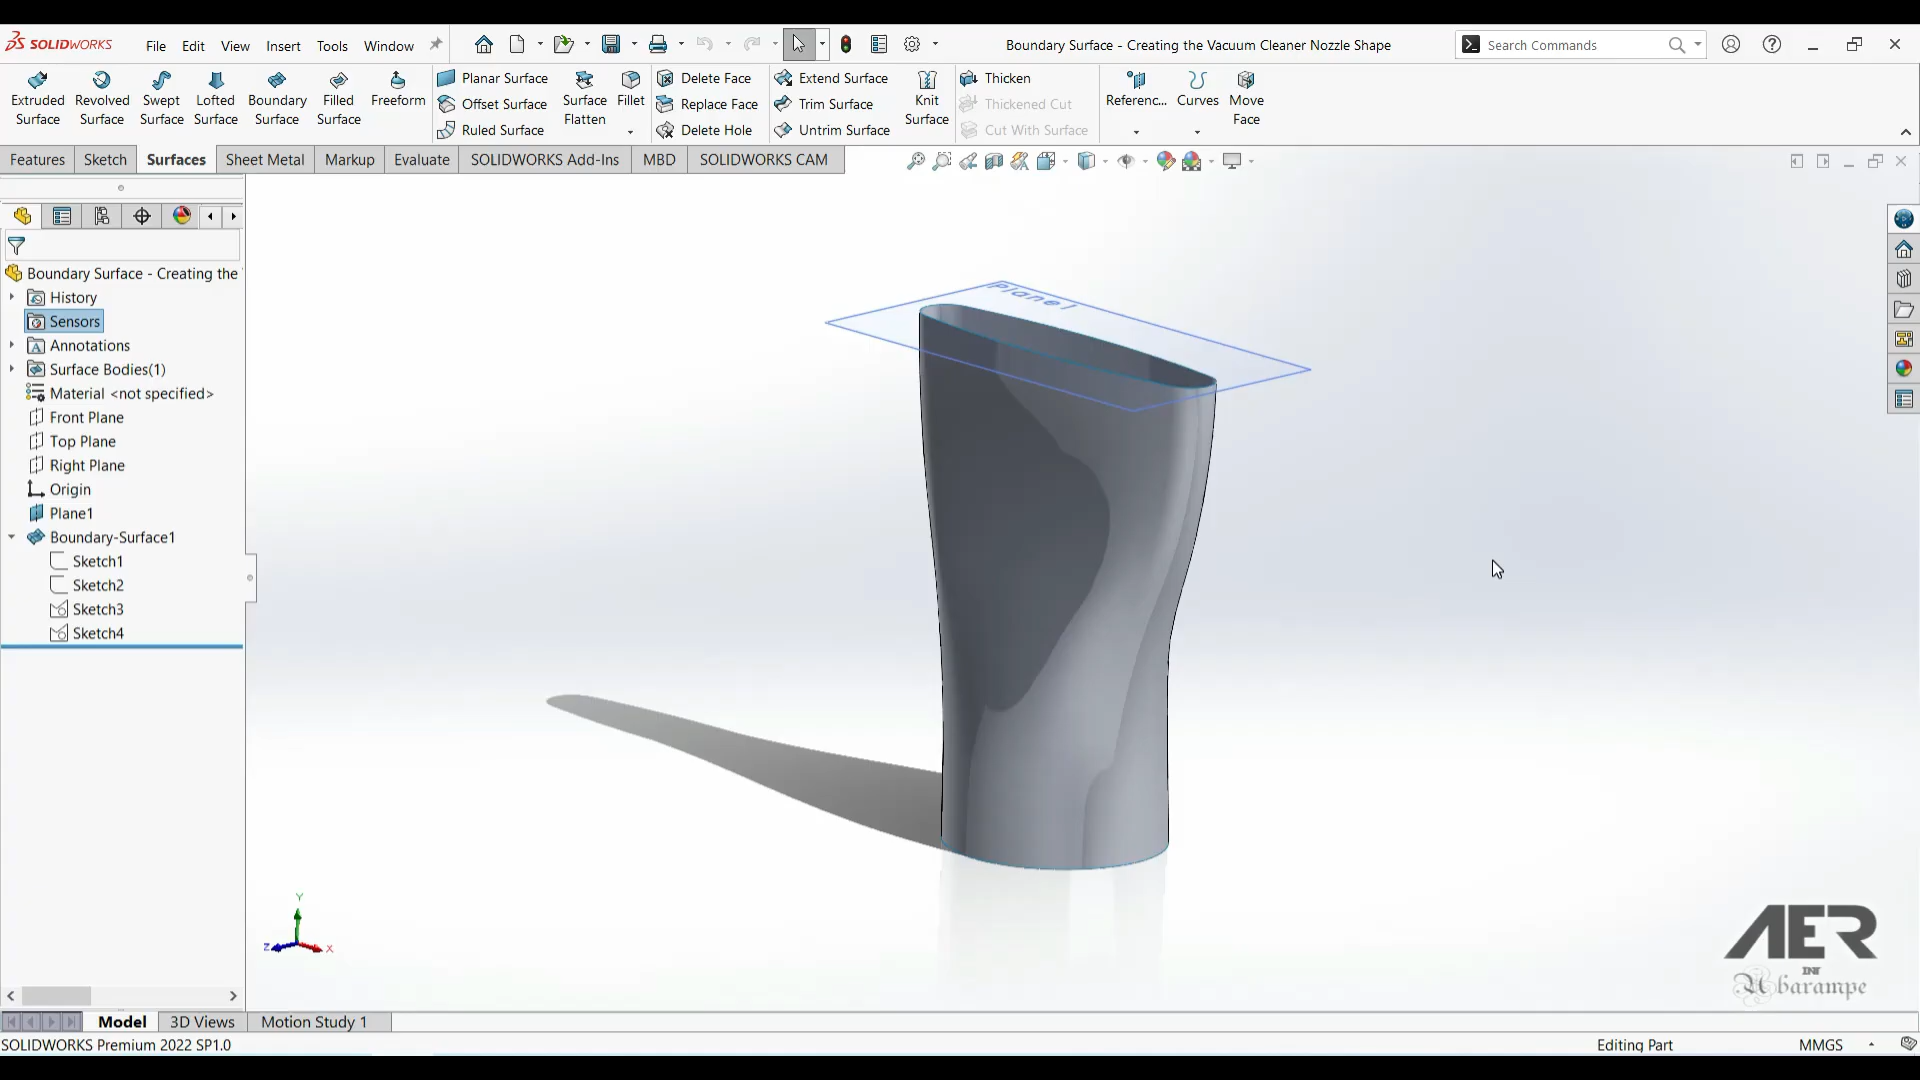 SOLIDWORKS
File Edit View Insert Tools Window
Boundary Surface - Creating the Vacuum Cleaner Nozzle Shape
Search Commands
Extruded Surface
Revolved Surface
Swept Surface
Lofted Surface
Boundary Surface
Filled Surface
Freeform
Planar Surface
Offset Surface
Ruled Surface
Surface Flatten
Fillet
Delete Face
Replace Face
Delete Hole
Extend Surface
Trim Surface
Untrim Surface
Knit Surface
Thicken
Thickened Cut
Cut With Surface
Referenc...
Curves
Move Face
Features Sketch Surfaces Sheet Metal Markup Evaluate SOLIDWORKS Add-Ins MBD SOLIDWORKS CAM
Boundary Surface - Creating the
History
Sensors
Annotations
Surface Bodies(1)
Material <not specified>
Front Plane
Top Plane
Right Plane
Origin
Plane1
Boundary-Surface1
Sketch1
Sketch2
Sketch3
Sketch4
Plane1
Y
Z
X
AER
INI
Ubarampe
Model 3D Views Motion Study 1
SOLIDWORKS Premium 2022 SP1.0
Editing Part
MMGS